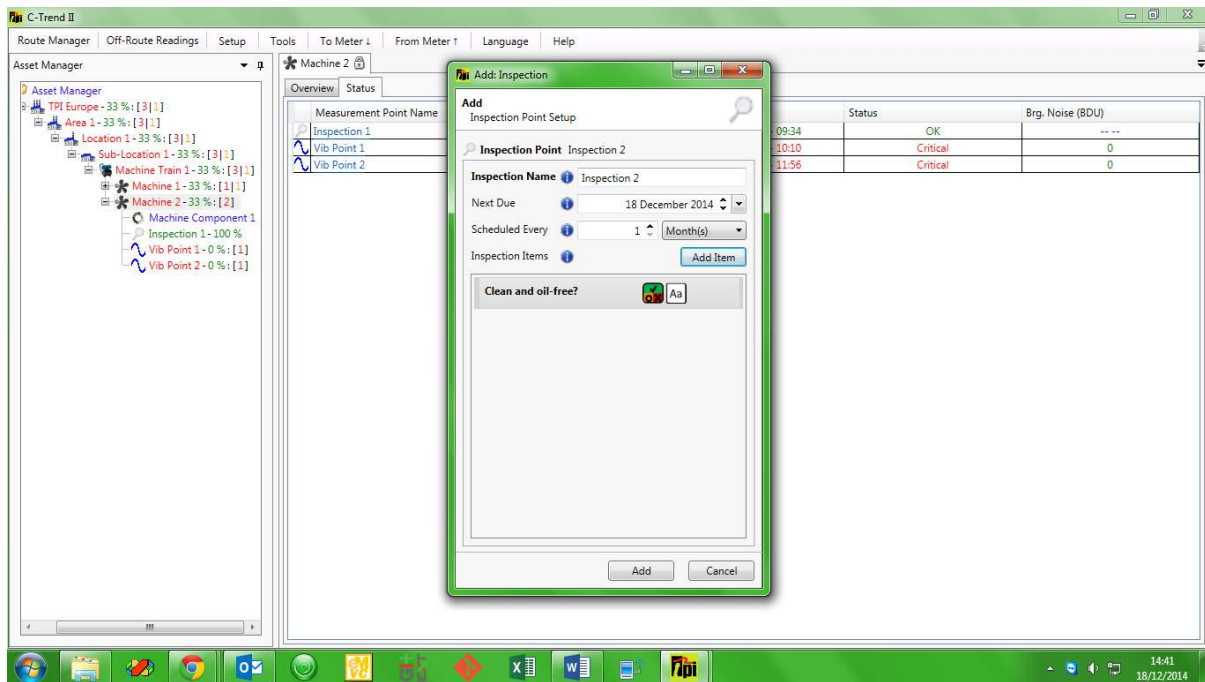 C-Trend II
Route Manager Off-Route Readings Setup Tools To Meter ↓ From Meter ↑ Language Help
Asset Manager
Asset Manager
TPI Europe - 33 %: [3|1]
Area 1 - 33 %: [3|1]
Location 1 - 33 %: [3|1]
Sub-Location 1 - 33 %: [3|1]
Machine Train 1 - 33 %: [3|1]
Machine 1 - 33 %: [1|1]
Machine 2 - 33 %: [2]
Machine Component 1
Inspection 1 - 100 %
Vib Point 1 - 0 %: [1]
Vib Point 2 - 0 %: [1]
Machine 2
Overview Status
Measurement Point Name Status Brg. Noise (BDU)
Inspection 1 09:34 OK -- --
Vib Point 1 10:10 Critical 0
Vib Point 2 11:56 Critical 0
Add: Inspection
Add
Inspection Point Setup
Inspection Point Inspection 2
Inspection Name Inspection 2
Next Due 18 December 2014
Scheduled Every 1 Month(s)
Inspection Items Add Item
Clean and oil-free? OK X Aa
Add Cancel
tpi
14:41
18/12/2014